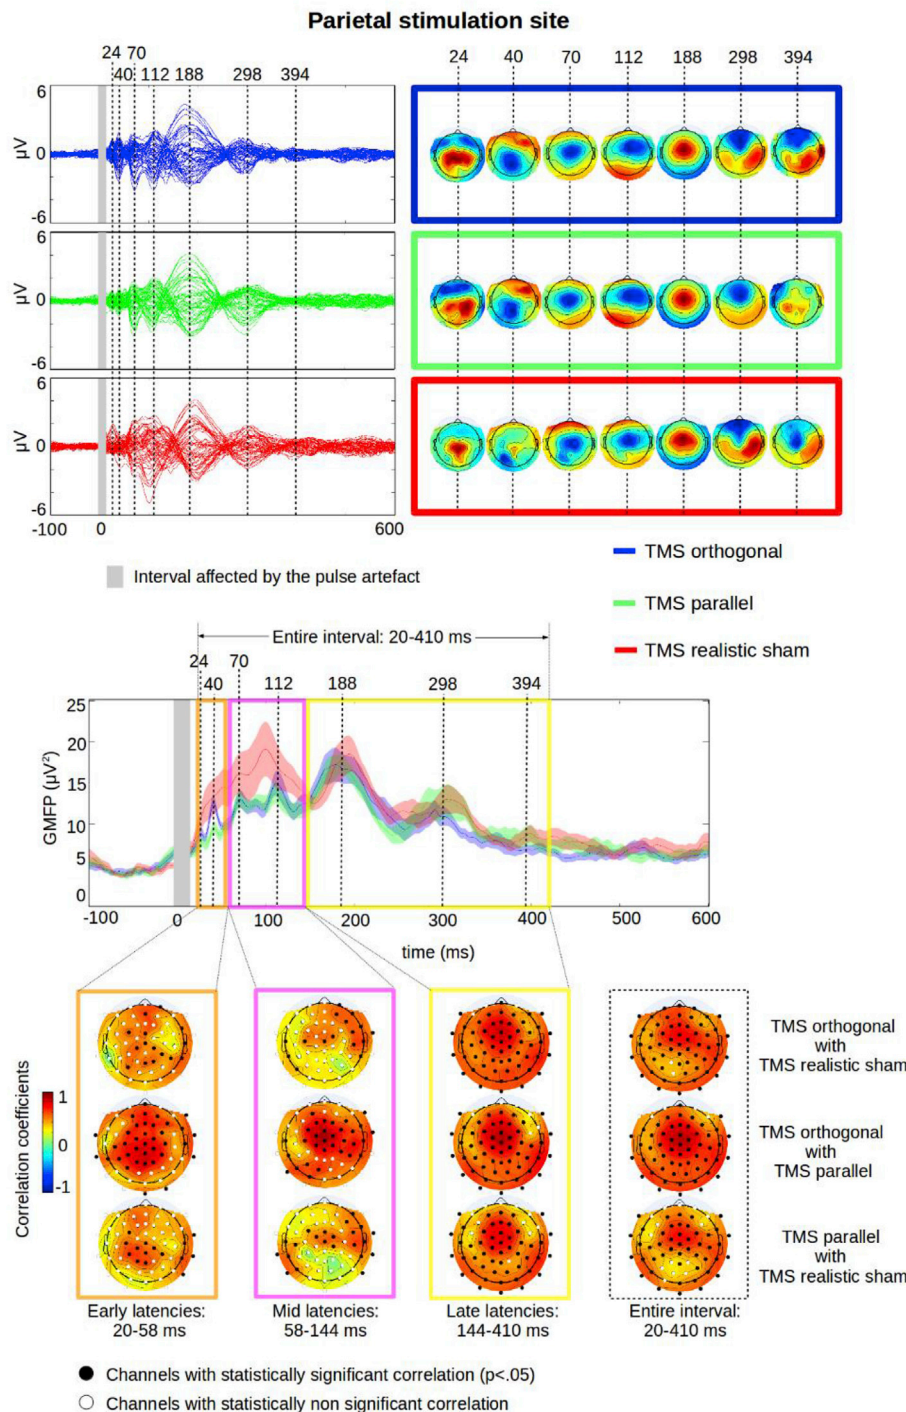 Parietal stimulation site
24 70
40 112 188 298 394
24 40 70 112 188 298 394
6
μV
0
-6
6
μV
0
-6
6
μV
0
-6
-100 0 600
TMS orthogonal
Interval affected by the pulse artefact
TMS parallel
TMS realistic sham
Entire interval: 20-410 ms
24 70
40 112 188 298 394
25
20
15
10
5
0
GMFP (μV²)
-100 0 100 200 300 400 500 600
time (ms)
Correlation coefficients
1
0
-1
TMS orthogonal
with
TMS realistic sham
TMS orthogonal
with
TMS parallel
TMS parallel
with
TMS realistic sham
Early latencies:
20-58 ms
Mid latencies:
58-144 ms
Late latencies:
144-410 ms
Entire interval:
20-410 ms
Channels with statistically significant correlation (p<.05)
Channels with statistically non significant correlation